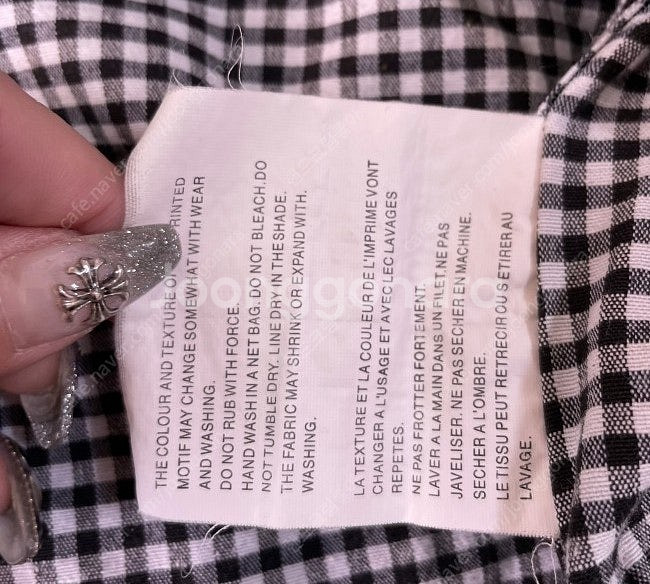 THE COLOUR AND TEXTURE OF PRINTED
MOTIF MAY CHANGE SOMEWHAT WITH WEAR
AND WASHING.
DO NOT RUB WITH FORCE.
HAND WASH IN A NET BAG. DO NOT BLEACH. DO
NOT TUMBLE DRY. LINE DRY IN THE SHADE.
THE FABRIC MAY SHRINK OR EXPAND WITH.
WASHING.
LA TEXTURE ET LA COULEUR DE L'IMPRIME VONT
CHANGER A L'USAGE ET AVEC LEC LAVAGES
REPETES.
NE PAS FROTTER FORTEMENT.
LAVER A LA MAIN DANS UN FILET. NE PAS
JAVELISER. NE PAS SECHER EN MACHINE.
SECHER A L'OMBRE.
LE TISSU PEUT RETRECIR OU S'ETIRER AU
LAVAGE.